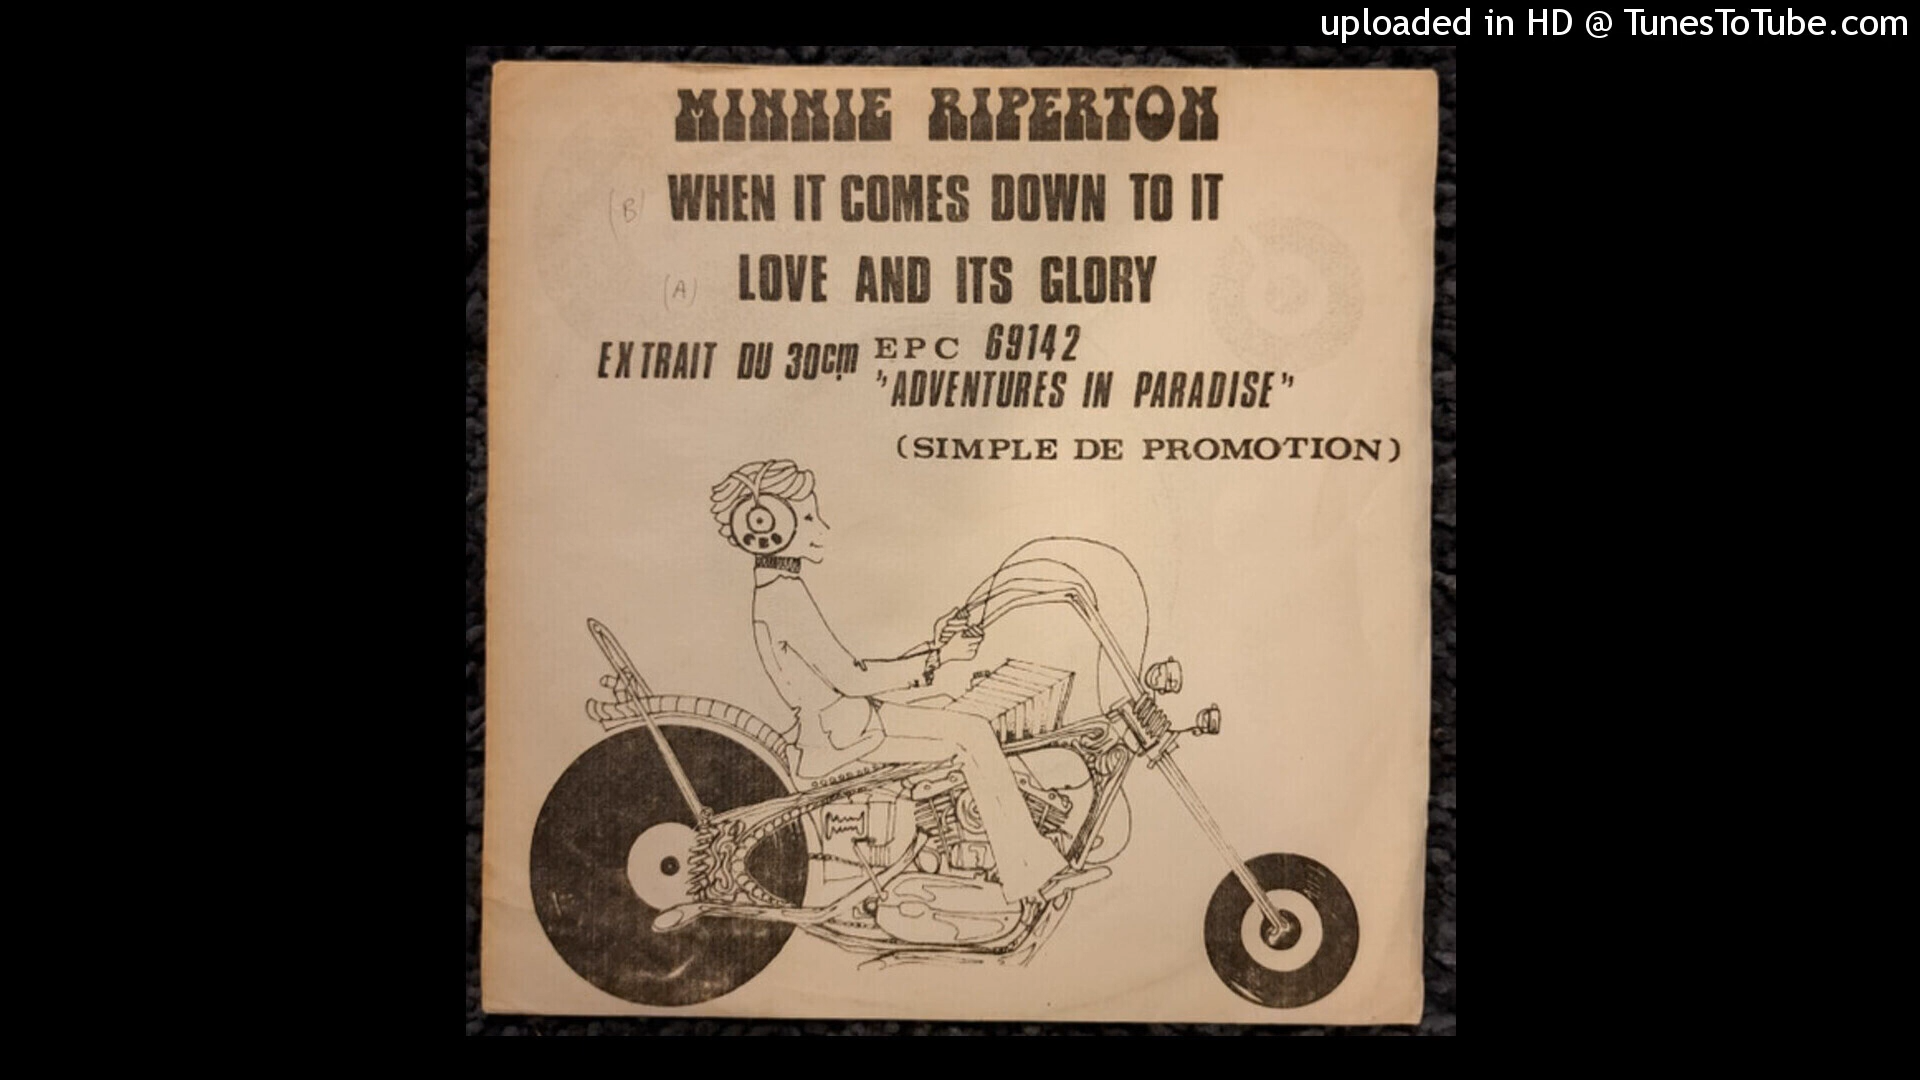 uploaded in HD @ TunesToTube.com
MINNIE RIPERTON
(B) WHEN IT COMES DOWN TO IT
(A) LOVE AND ITS GLORY
EXTRAIT DU 30cm EPC 69142
"ADVENTURES IN PARADISE"
(SIMPLE DE PROMOTION)
CBS